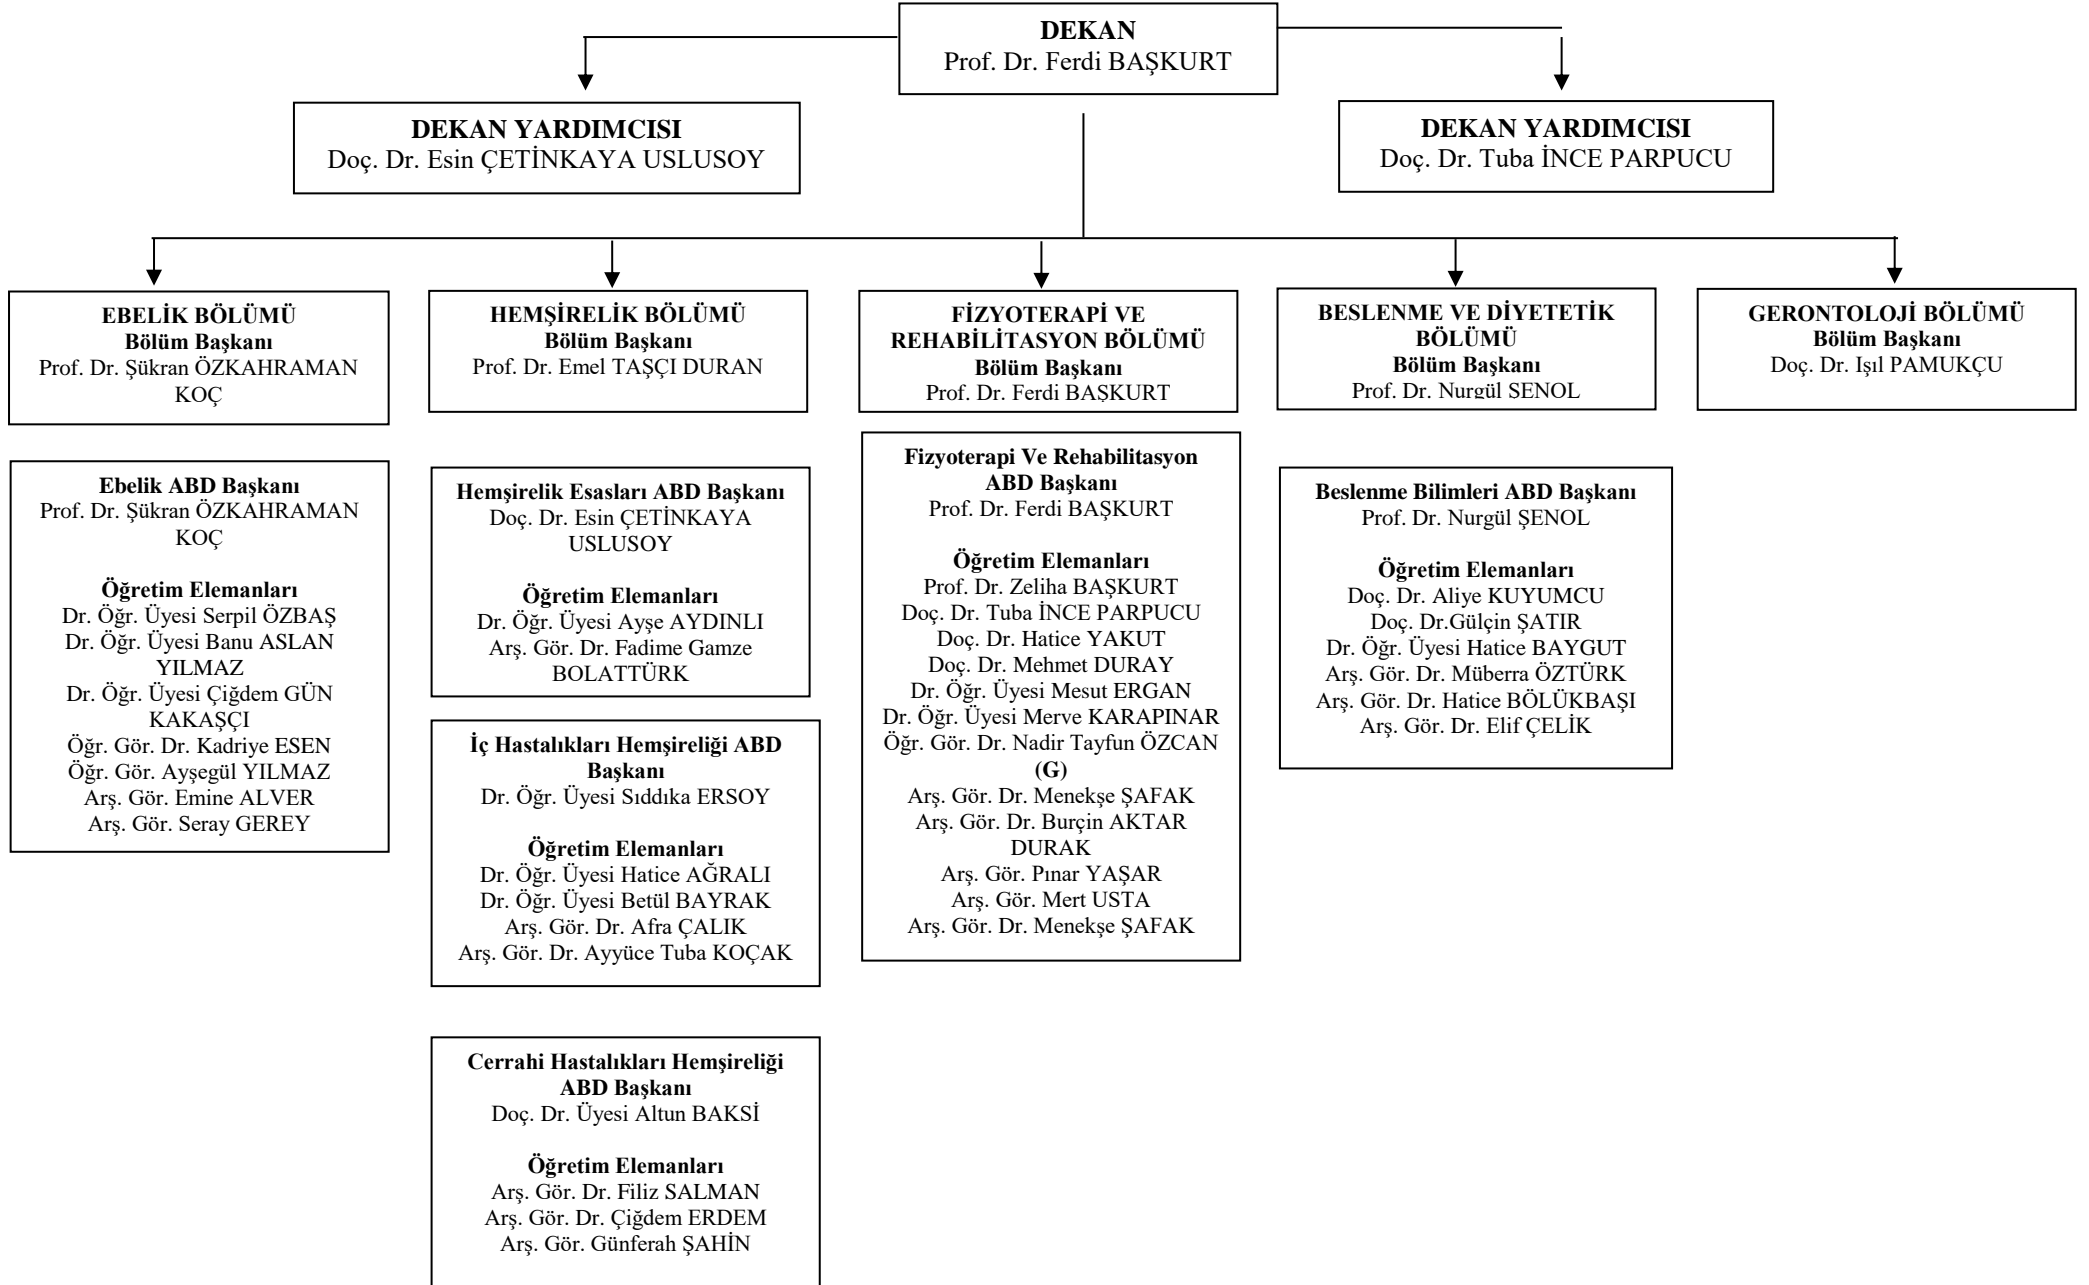 DEKAN
Prof. Dr. Ferdi BAŞKURT
DEKAN YARDIMCISI
Doç. Dr. Esin ÇETİNKAYA USLUSOY
DEKAN YARDIMCISI
Doç. Dr. Tuba İNCE PARPUCU
EBELİK BÖLÜMÜ
Bölüm Başkanı
Prof. Dr. Şükran ÖZKAHRAMAN
KOÇ
HEMŞİRELİK BÖLÜMÜ
Bölüm Başkanı
Prof. Dr. Emel TAŞÇI DURAN
FİZYOTERAPİ VE
REHABİLİTASYON BÖLÜMÜ
Bölüm Başkanı
Prof. Dr. Ferdi BAŞKURT
BESLENME VE DİYETETİK
BÖLÜMÜ
Bölüm Başkanı
Prof. Dr. Nurgül ŞENOL
GERONTOLOJİ BÖLÜMÜ
Bölüm Başkanı
Doç. Dr. Işıl PAMUKÇU
Ebelik ABD Başkanı
Prof. Dr. Şükran ÖZKAHRAMAN
KOÇ
Öğretim Elemanları
Dr. Öğr. Üyesi Serpil ÖZBAŞ
Dr. Öğr. Üyesi Banu ASLAN
YILMAZ
Dr. Öğr. Üyesi Çiğdem GÜN
KAKAŞÇI
Öğr. Gör. Dr. Kadriye ESEN
Öğr. Gör. Ayşegül YILMAZ
Arş. Gör. Emine ALVER
Arş. Gör. Seray GEREY
Hemşirelik Esasları ABD Başkanı
Doç. Dr. Esin ÇETİNKAYA
USLUSOY
Öğretim Elemanları
Dr. Öğr. Üyesi Ayşe AYDINLI
Arş. Gör. Dr. Fadime Gamze
BOLATTÜRK
İç Hastalıkları Hemşireliği ABD
Başkanı
Dr. Öğr. Üyesi Sıddıka ERSOY
Öğretim Elemanları
Dr. Öğr. Üyesi Hatice AĞRALI
Dr. Öğr. Üyesi Betül BAYRAK
Arş. Gör. Dr. Afra ÇALIK
Arş. Gör. Dr. Ayyüce Tuba KOÇAK
Cerrahi Hastalıkları Hemşireliği
ABD Başkanı
Doç. Dr. Üyesi Altun BAKSİ
Öğretim Elemanları
Arş. Gör. Dr. Filiz SALMAN
Arş. Gör. Dr. Çiğdem ERDEM
Arş. Gör. Günferah ŞAHİN
Fizyoterapi Ve Rehabilitasyon
ABD Başkanı
Prof. Dr. Ferdi BAŞKURT
Öğretim Elemanları
Prof. Dr. Zeliha BAŞKURT
Doç. Dr. Tuba İNCE PARPUCU
Doç. Dr. Hatice YAKUT
Doç. Dr. Mehmet DURAY
Dr. Öğr. Üyesi Mesut ERGAN
Dr. Öğr. Üyesi Merve KARAPINAR
Öğr. Gör. Dr. Nadir Tayfun ÖZCAN
(G)
Arş. Gör. Dr. Menekşe ŞAFAK
Arş. Gör. Dr. Burçin AKTAR
DURAK
Arş. Gör. Pınar YAŞAR
Arş. Gör. Mert USTA
Arş. Gör. Dr. Menekşe ŞAFAK
Beslenme Bilimleri ABD Başkanı
Prof. Dr. Nurgül ŞENOL
Öğretim Elemanları
Doç. Dr. Aliye KUYUMCU
Doç. Dr.Gülçin ŞATIR
Dr. Öğr. Üyesi Hatice BAYGUT
Arş. Gör. Dr. Müberra ÖZTÜRK
Arş. Gör. Dr. Hatice BÖLÜKBAŞI
Arş. Gör. Dr. Elif ÇELİK